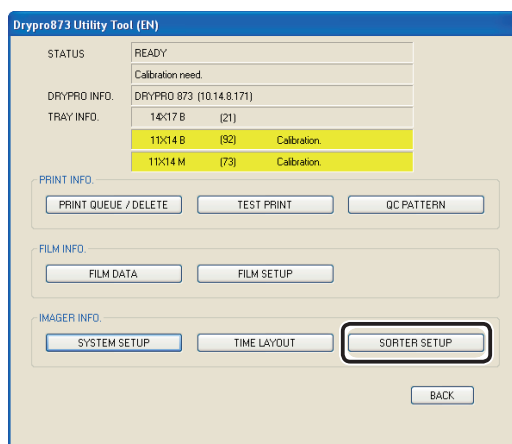 Drypro873 Utility Tool (EN)
STATUS READY
Calibration need.
DRYPRO INFO. DRYPRO 873 (10.14.8.171)
TRAY INFO. 14X17 B (21)
11X14 B (92) Calibration.
11X14 M (73) Calibration.
PRINT INFO.
PRINT QUEUE / DELETE TEST PRINT QC PATTERN
FILM INFO.
FILM DATA FILM SETUP
IMAGER INFO.
SYSTEM SETUP TIME LAYOUT SORTER SETUP
BACK